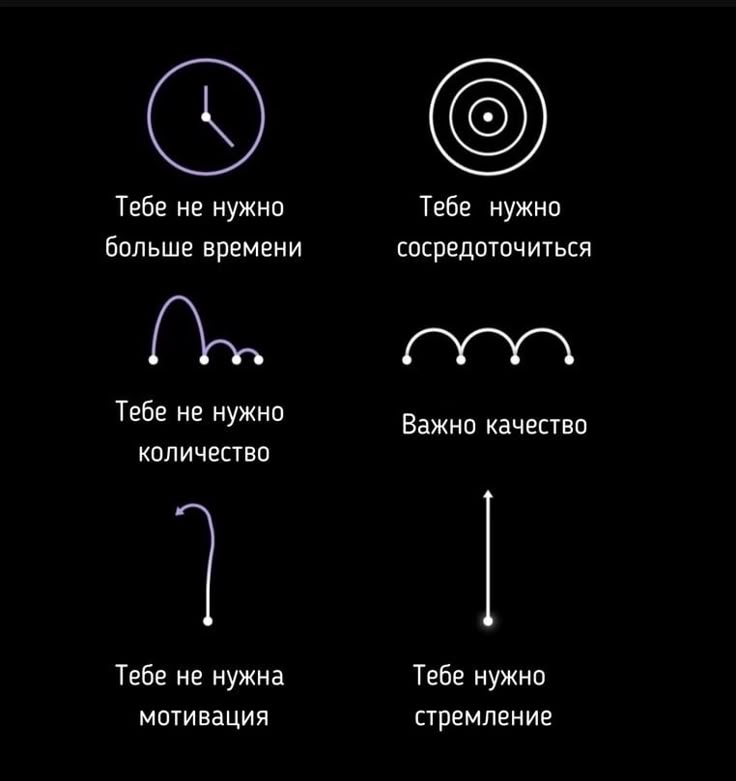 Тебе не нужно
больше времени
Тебе нужно
сосредоточиться
Тебе не нужно
количество
Важно качество
Тебе не нужна
мотивация
Тебе нужно
стремление